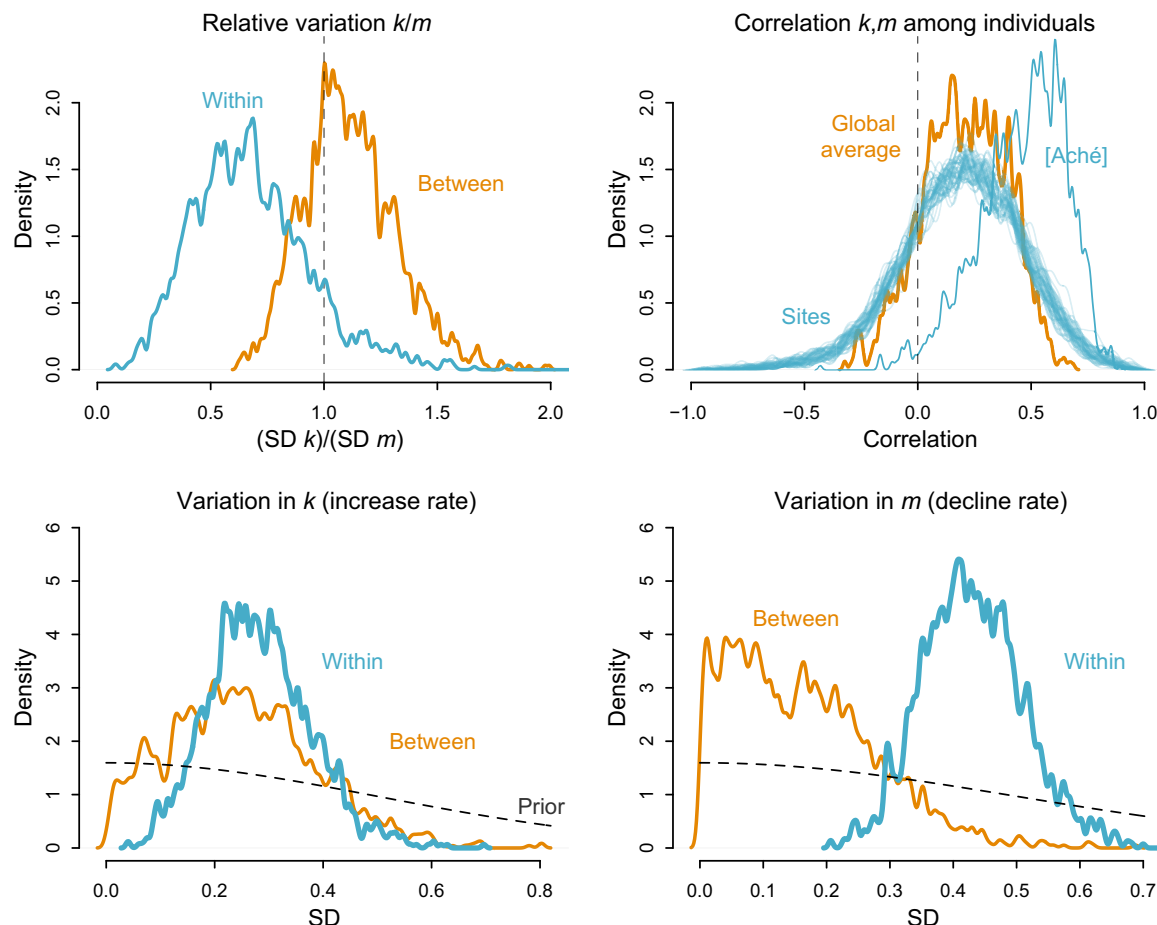 Relative variation k/m
Within
Between
Density
0.0 0.5 1.0 1.5 2.0
0.0 0.5 1.0 1.5 2.0
(SD k)/(SD m)
Correlation k,m among individuals
Global
average
[Aché]
Sites
Density
0.0 0.5 1.0 1.5 2.0
−1.0 −0.5 0.0 0.5 1.0
Correlation
Variation in k (increase rate)
Within
Between
Prior
Density
0 1 2 3 4 5 6
0.0 0.2 0.4 0.6 0.8
SD
Variation in m (decline rate)
Between
Within
Density
0 1 2 3 4 5 6
0.0 0.1 0.2 0.3 0.4 0.5 0.6 0.7
SD